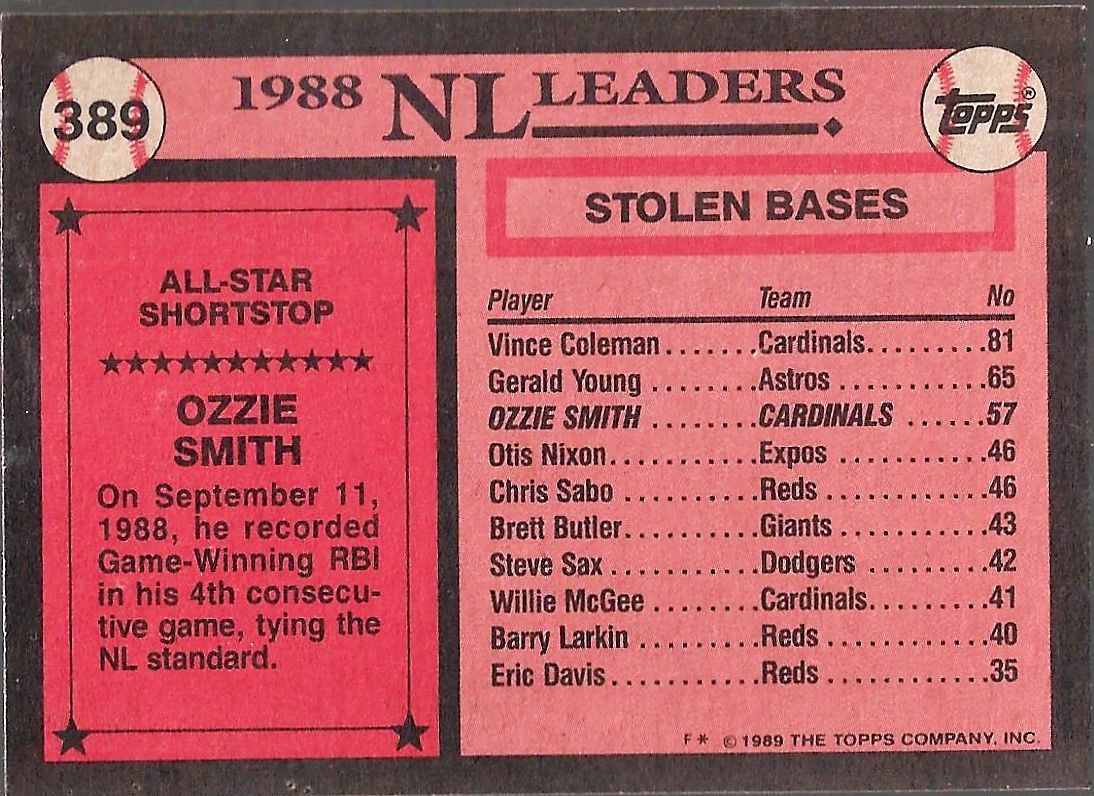 389
1988 NL LEADERS
Topps®
ALL-STAR
SHORTSTOP
OZZIE
SMITH
On September 11,
1988, he recorded
Game-Winning RBI
in his 4th consecu-
tive game, tying the
NL standard.
STOLEN BASES
Player Team No
Vince Coleman.......Cardinals..........81
Gerald Young ........Astros ............65
OZZIE SMITH ........CARDINALS ......57
Otis Nixon...........Expos ............46
Chris Sabo ..........Reds .............46
Brett Butler..........Giants ............43
Steve Sax ...........Dodgers .........42
Willie McGee ........Cardinals.........41
Barry Larkin .........Reds .............40
Eric Davis...........Reds .............35
F* © 1989 THE TOPPS COMPANY, INC.